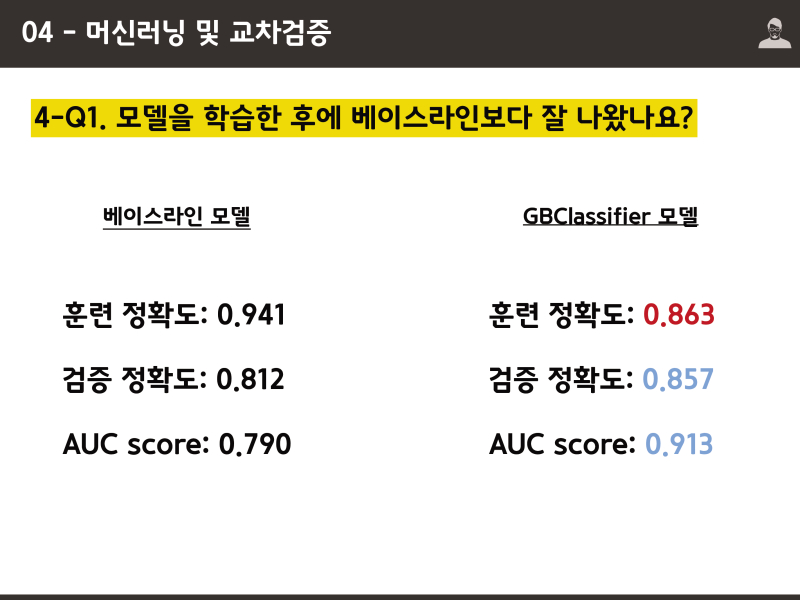 04 - 머신러닝 및 교차검증
4-Q1. 모델을 학습한 후에 베이스라인보다 잘 나왔나요?
베이스라인 모델
훈련 정확도: 0.941
검증 정확도: 0.812
AUC score: 0.790
GBClassifier 모델
훈련 정확도: 0.863
검증 정확도: 0.857
AUC score: 0.913